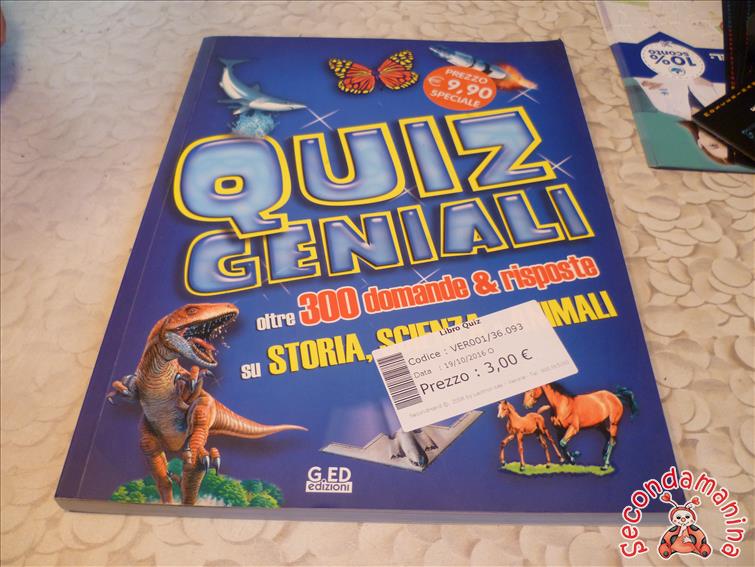 PREZZO
€ 9,90
SPECIALE
QUIZ
GENIALI
oltre 300 domande & risposte
su STORIA, SCIENZA
Libro Quiz
Codice : VER001/36.093
Data : 19/10/2016 O
Prezzo : 3,00 €
G.ED
edizioni
10%
sconto
Secondamanina